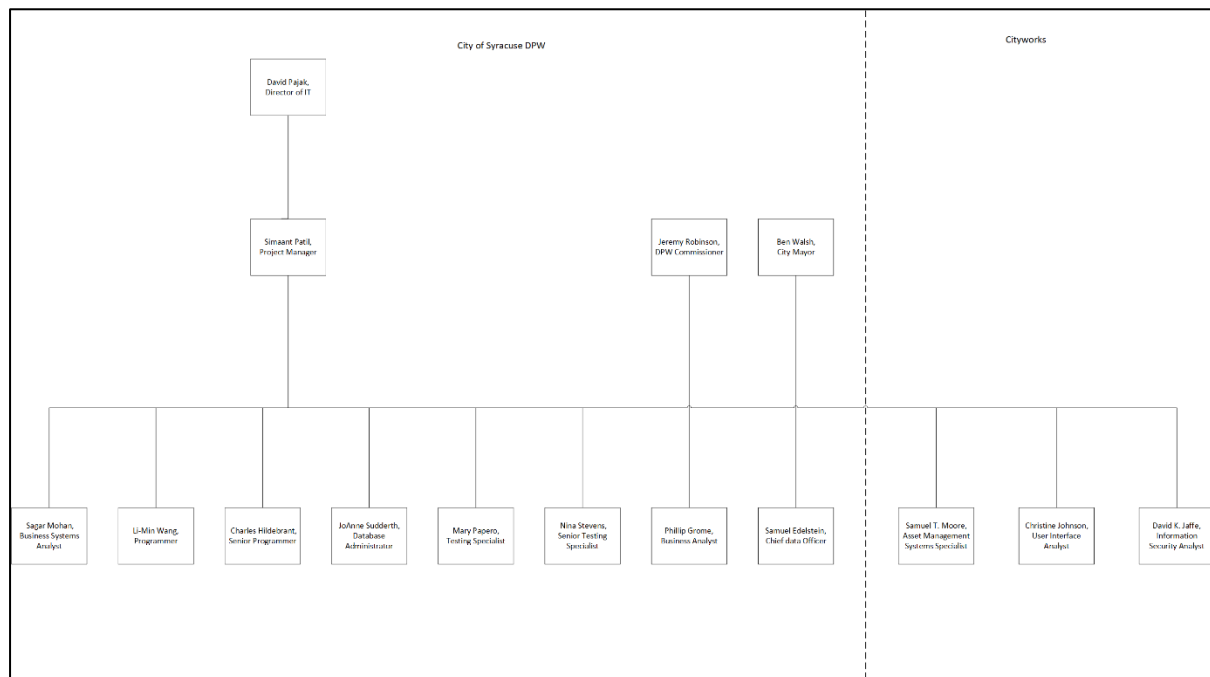 City of Syracuse DPW
Cityworks
David Pajak,
Director of IT
Simaant Patil,
Project Manager
Jeremy Robinson,
DPW Commissioner
Ben Walsh,
City Mayor
Sagar Mohan,
Business Systems
Analyst
Li-Min Wang,
Programmer
Charles Hildebrant,
Senior Programmer
JoAnne Sudderth,
Database
Administrator
Mary Papero,
Testing Specialist
Nina Stevens,
Senior Testing
Specialist
Phillip Grome,
Business Analyst
Samuel Edelstein,
Chief data Officer
Samuel T. Moore,
Asset Management
Systems Specialist
Christine Johnson,
User Interface
Analyst
David K. Jaffe,
Information
Security Analyst